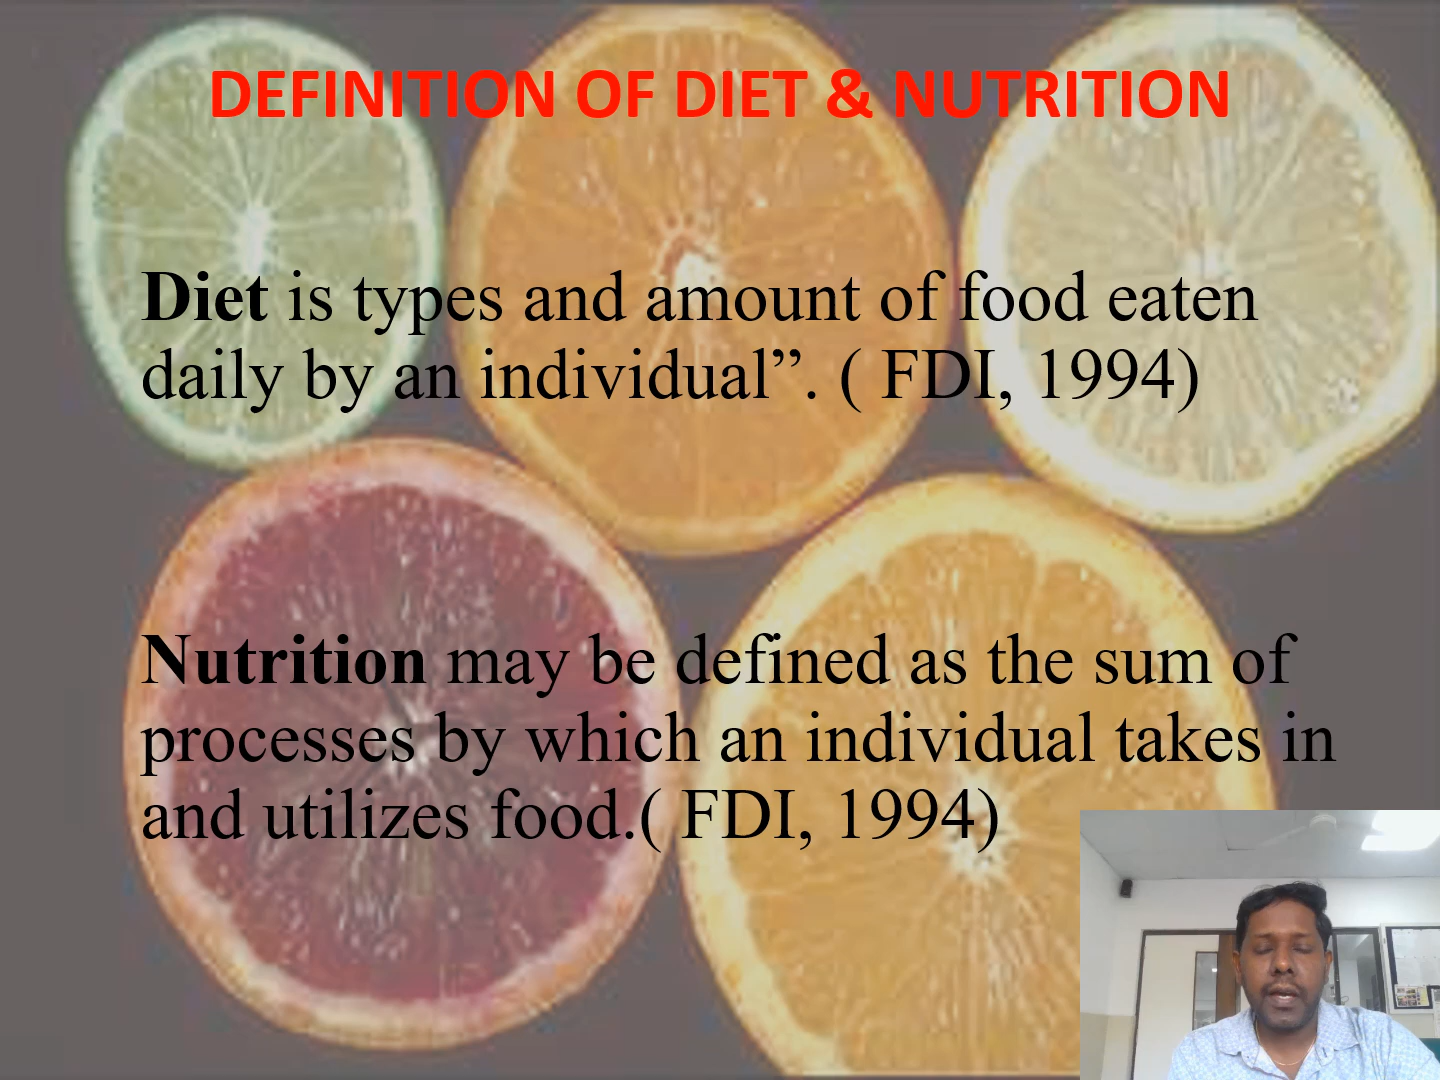 DEFINITION OF DIET & NUTRITION
Diet is types and amount of food eaten
daily by an individual”. ( FDI, 1994)
Nutrition may be defined as the sum of
processes by which an individual takes in
and utilizes food.( FDI, 1994)